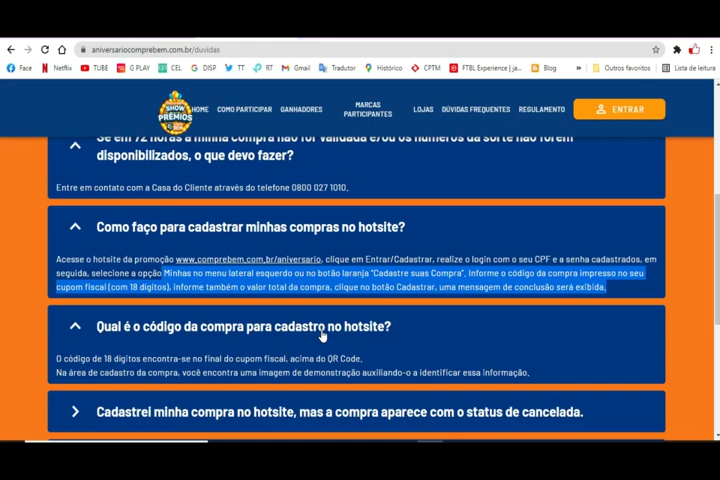 aniversariocomprebem.com.br/duvidas
Face
Netflix
TUBE
G PLAY
CEL
DISP
TT
RT
Gmail
Tradutor
Histórico
CPTM
FTBL Experience | ja...
Blog
»
Outros favoritos
Lista de leitura
SHOW
PRÊMIOS
HOME
COMO PARTICIPAR
GANHADORES
MARCAS
PARTICIPANTES
LOJAS
DÚVIDAS FREQUENTES
REGULAMENTO
ENTRAR
Se em 72 horas a minha compra não for validada e/ou os números da sorte não forem
disponibilizados, o que devo fazer?
Entre em contato com a Casa do Cliente através do telefone 0800 027 1010.
Como faço para cadastrar minhas compras no hotsite?
Acesse o hotsite da promoção www.comprebem.com.br/aniversario, clique em Entrar/Cadastrar, realize o login com o seu CPF e a senha cadastrados, em
seguida, selecione a opção Minhas no menu lateral esquerdo ou no botão laranja "Cadastre suas Compra". Informe o código da compra impresso no seu
cupom fiscal (com 18 dígitos), informe também o valor total da compra, clique no botão Cadastrar, uma mensagem de conclusão será exibida.
Qual é o código da compra para cadastro no hotsite?
O código de 18 dígitos encontra-se no final do cupom fiscal, acima do QR Code.
Na área de cadastro da compra, você encontra uma imagem de demonstração auxiliando-o a identificar essa informação.
Cadastrei minha compra no hotsite, mas a compra aparece com o status de cancelada.